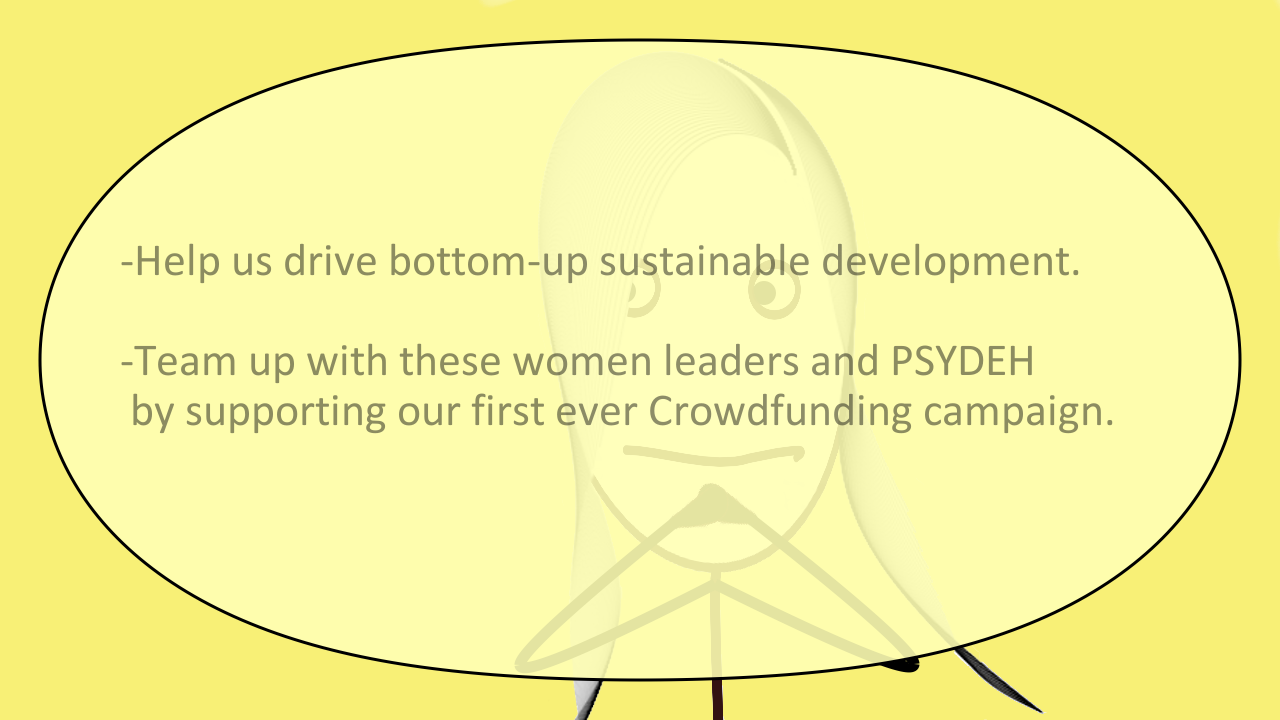 -Help us drive bottom-up sustainable development.
-Team up with these women leaders and PSYDEH
by supporting our first ever Crowdfunding campaign.